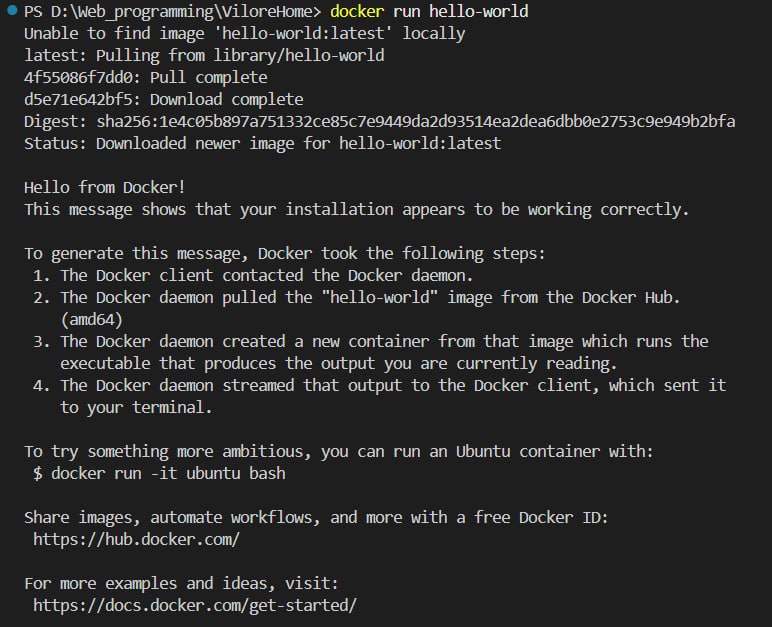 PS D:\Web_programming\ViloreHome> docker run hello-world
Unable to find image 'hello-world:latest' locally
latest: Pulling from library/hello-world
4f55086f7dd0: Pull complete
d5e71e642bf5: Download complete
Digest: sha256:1e4c05b897a751332ce85c7e9449da2d93514ea2dea6dbb0e2753c9e949b2bfa
Status: Downloaded newer image for hello-world:latest

Hello from Docker!
This message shows that your installation appears to be working correctly.

To generate this message, Docker took the following steps:
 1. The Docker client contacted the Docker daemon.
 2. The Docker daemon pulled the "hello-world" image from the Docker Hub.
    (amd64)
 3. The Docker daemon created a new container from that image which runs the
    executable that produces the output you are currently reading.
 4. The Docker daemon streamed that output to the Docker client, which sent it
    to your terminal.

To try something more ambitious, you can run an Ubuntu container with:
 $ docker run -it ubuntu bash

Share images, automate workflows, and more with a free Docker ID:
 https://hub.docker.com/

For more examples and ideas, visit:
 https://docs.docker.com/get-started/